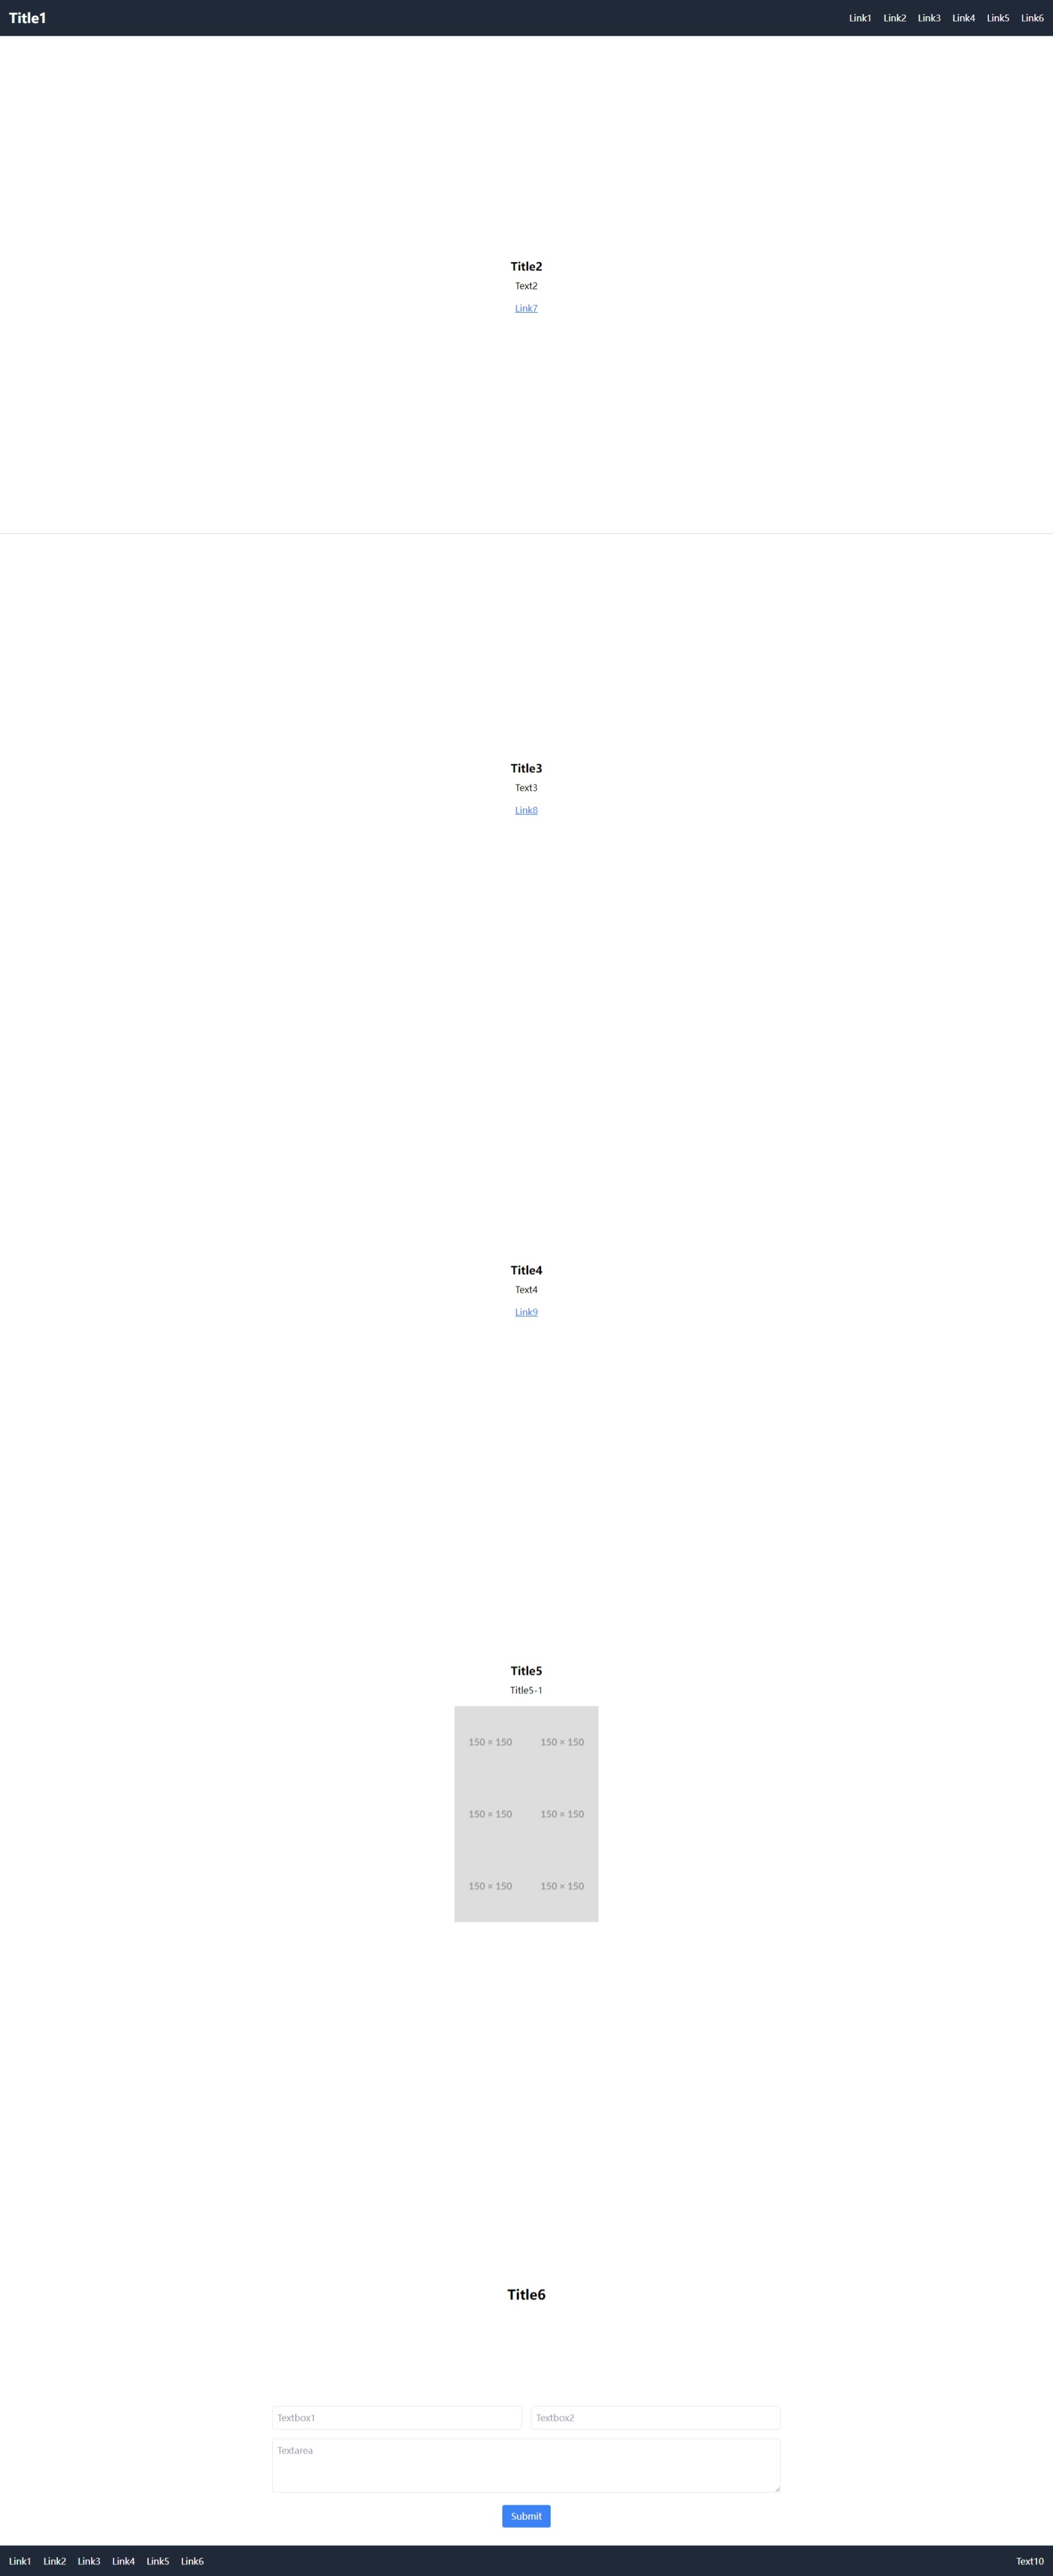 Title1
Link1 Link2 Link3 Link4 Link5 Link6
Title2
Text2
Link7
Title3
Text3
Link8
Title4
Text4
Link9
Title5
Title5-1
150 × 150 150 × 150
150 × 150 150 × 150
150 × 150 150 × 150
Title6
Textbox1 Textbox2
Textarea
Submit
Link1 Link2 Link3 Link4 Link5 Link6 Text10